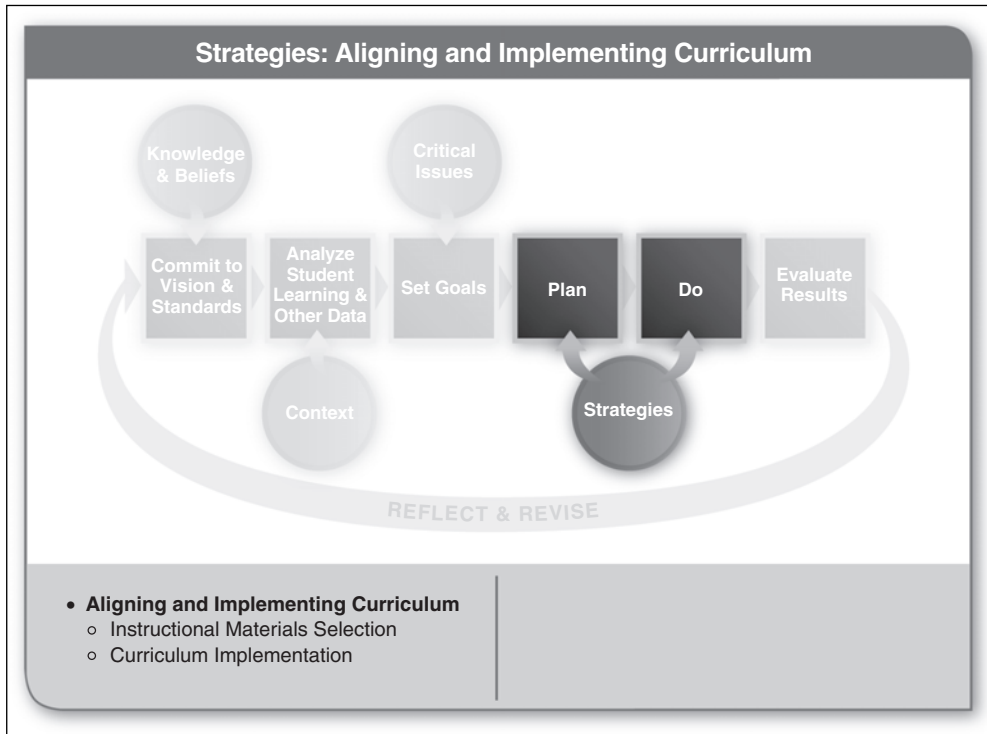 Strategies: Aligning and Implementing Curriculum
Knowledge
& Beliefs
Critical
Issues
Commit to
Vision &
Standards
Analyze
Student
Learning &
Other Data
Set Goals
Plan
Do
Evaluate
Results
Context
Strategies
REFLECT & REVISE
• Aligning and Implementing Curriculum
○ Instructional Materials Selection
○ Curriculum Implementation